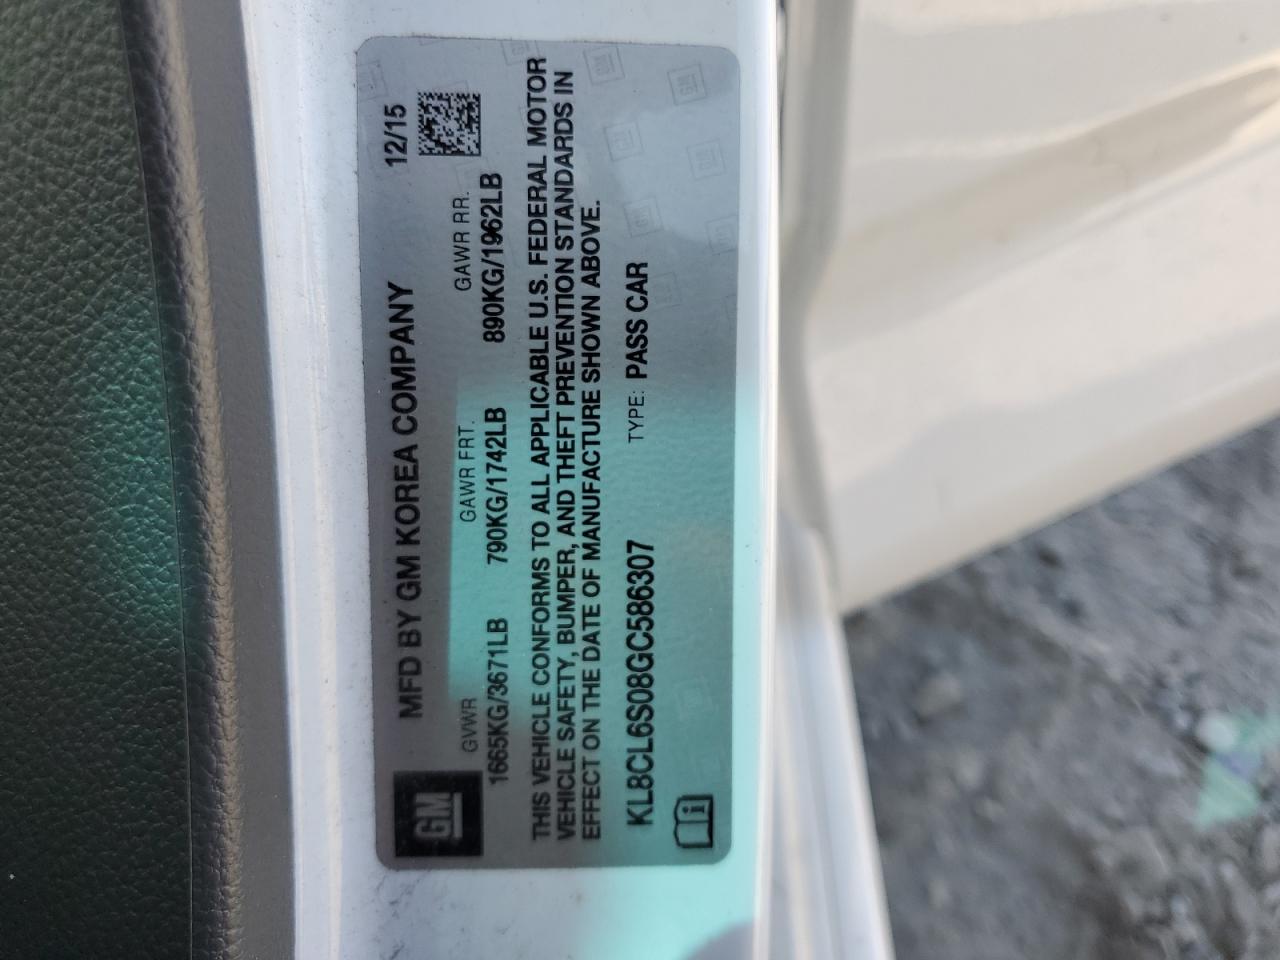 GM
MFD BY GM KOREA COMPANY 12/15
GVWR GAWR FRT. GAWR RR.
1665KG/3671LB 790KG/1742LB 890KG/1962LB
THIS VEHICLE CONFORMS TO ALL APPLICABLE U.S. FEDERAL MOTOR
VEHICLE SAFETY, BUMPER, AND THEFT PREVENTION STANDARDS IN
EFFECT ON THE DATE OF MANUFACTURE SHOWN ABOVE.
KL8CL6S08GC586307 TYPE: PASS CAR